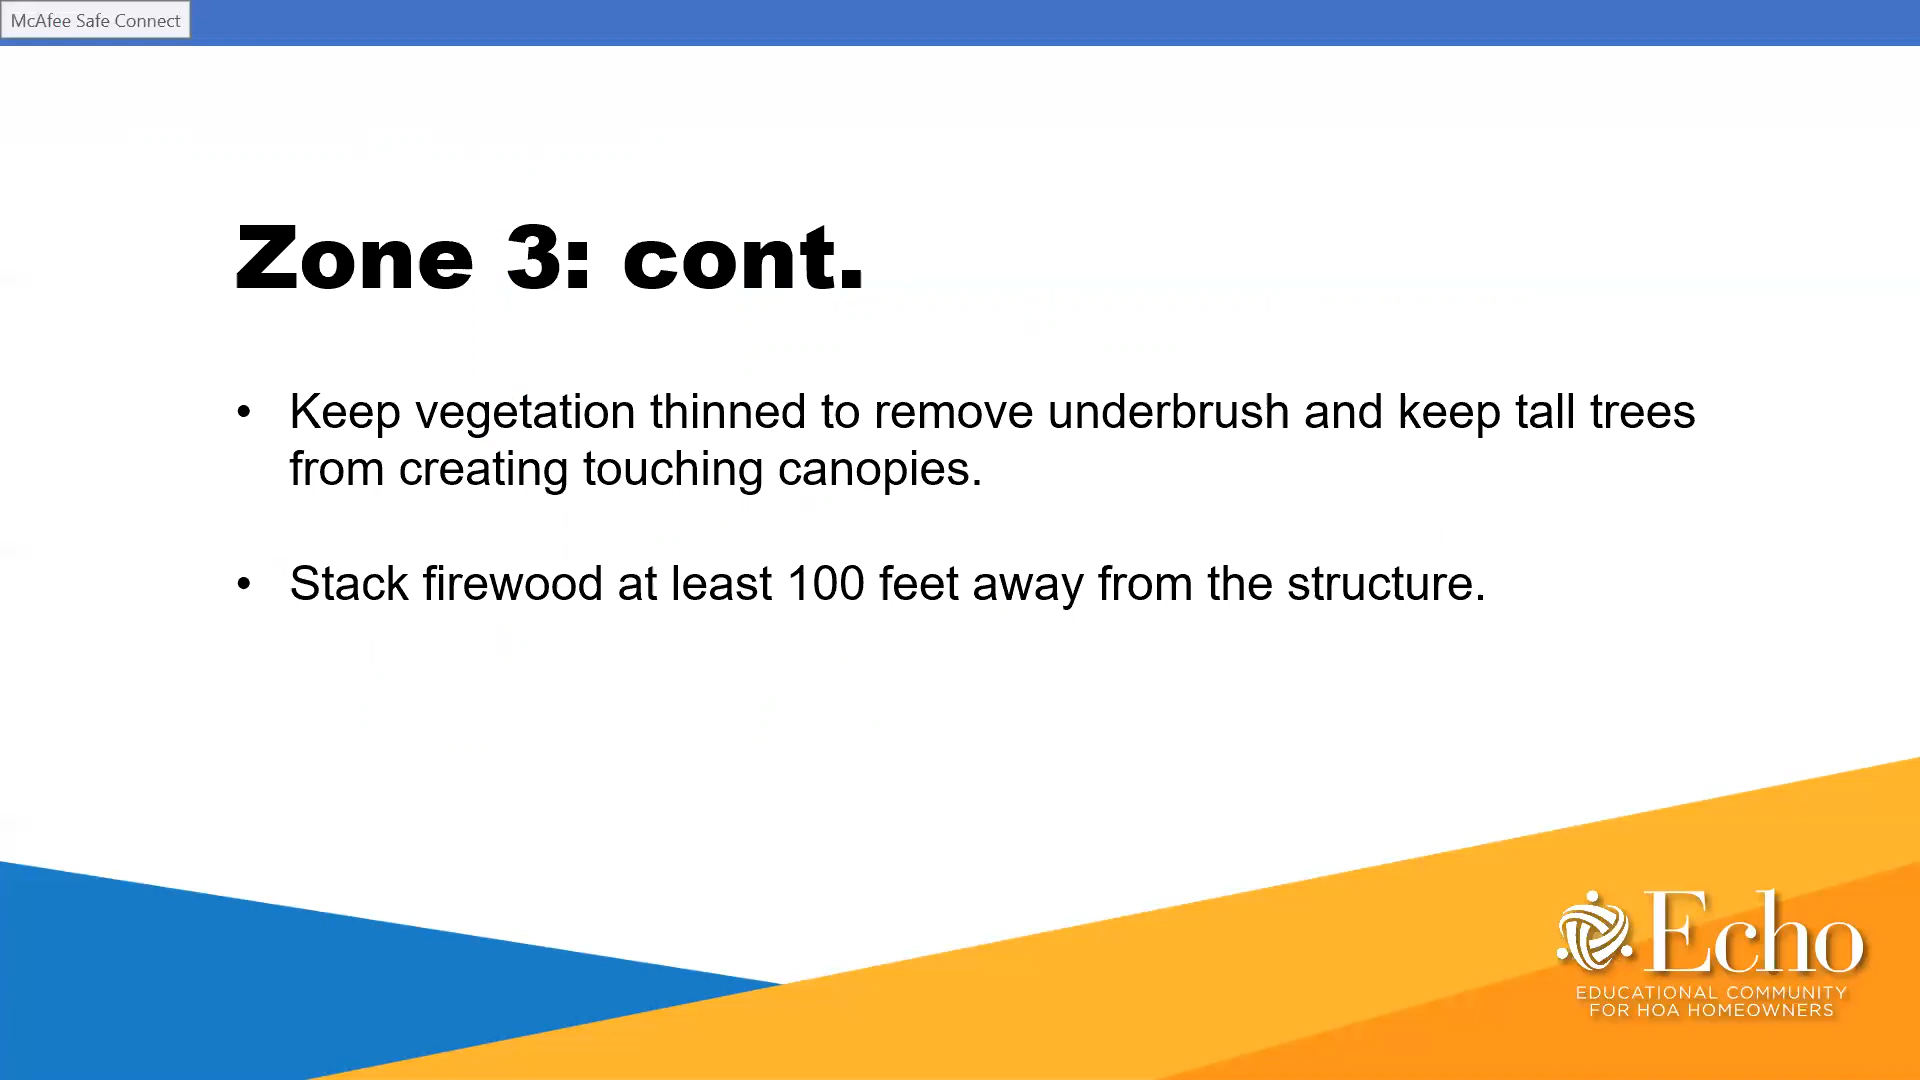 McAfee Safe Connect
Zone 3: cont.
• Keep vegetation thinned to remove underbrush and keep tall trees
from creating touching canopies.
• Stack firewood at least 100 feet away from the structure.
Echo
EDUCATIONAL COMMUNITY
FOR HOA HOMEOWNERS